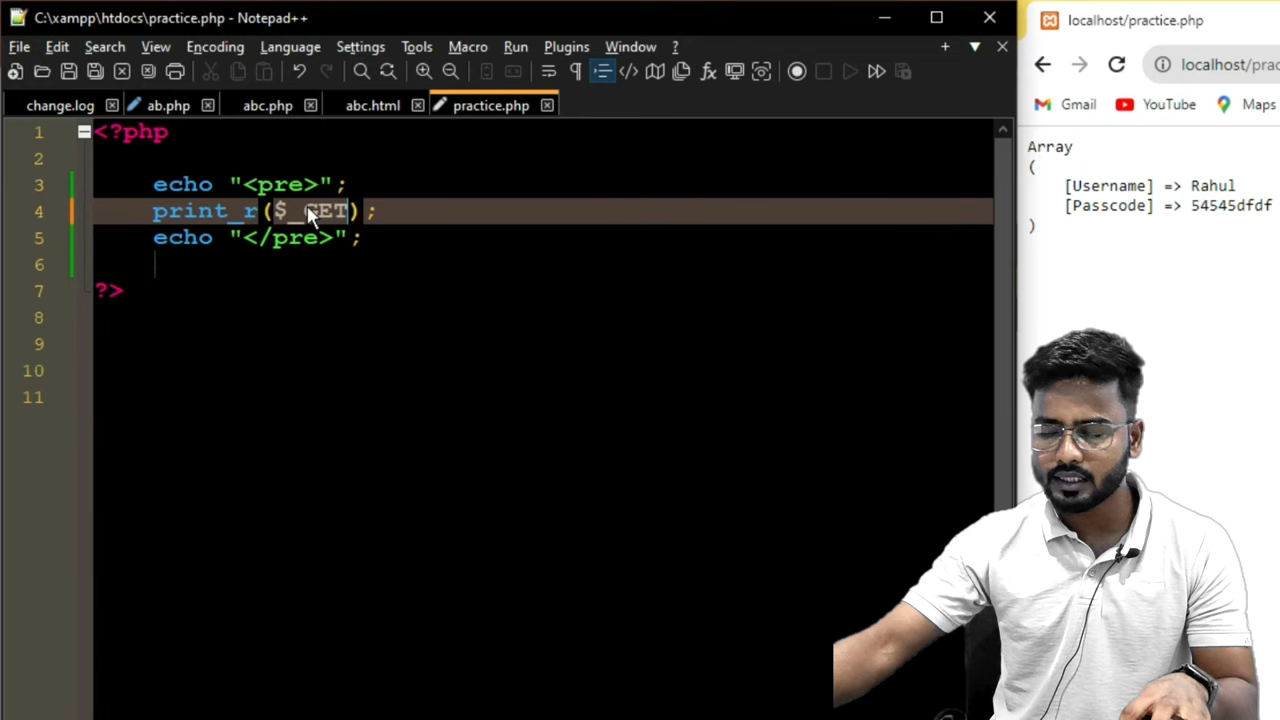 C:\xampp\htdocs\practice.php - Notepad++
File Edit Search View Encoding Language Settings Tools Macro Run Plugins Window ?
change.log ab.php abc.php abc.html practice.php
1 <?php
2
3 echo "<pre>";
4 print_r($_GET);
5 echo "</pre>";
6
7 ?>
8
9
10
11
localhost/practice.php
localhost/prac
Gmail YouTube Maps
Array
(
[Username] => Rahul
[Passcode] => 54545dfdf
)